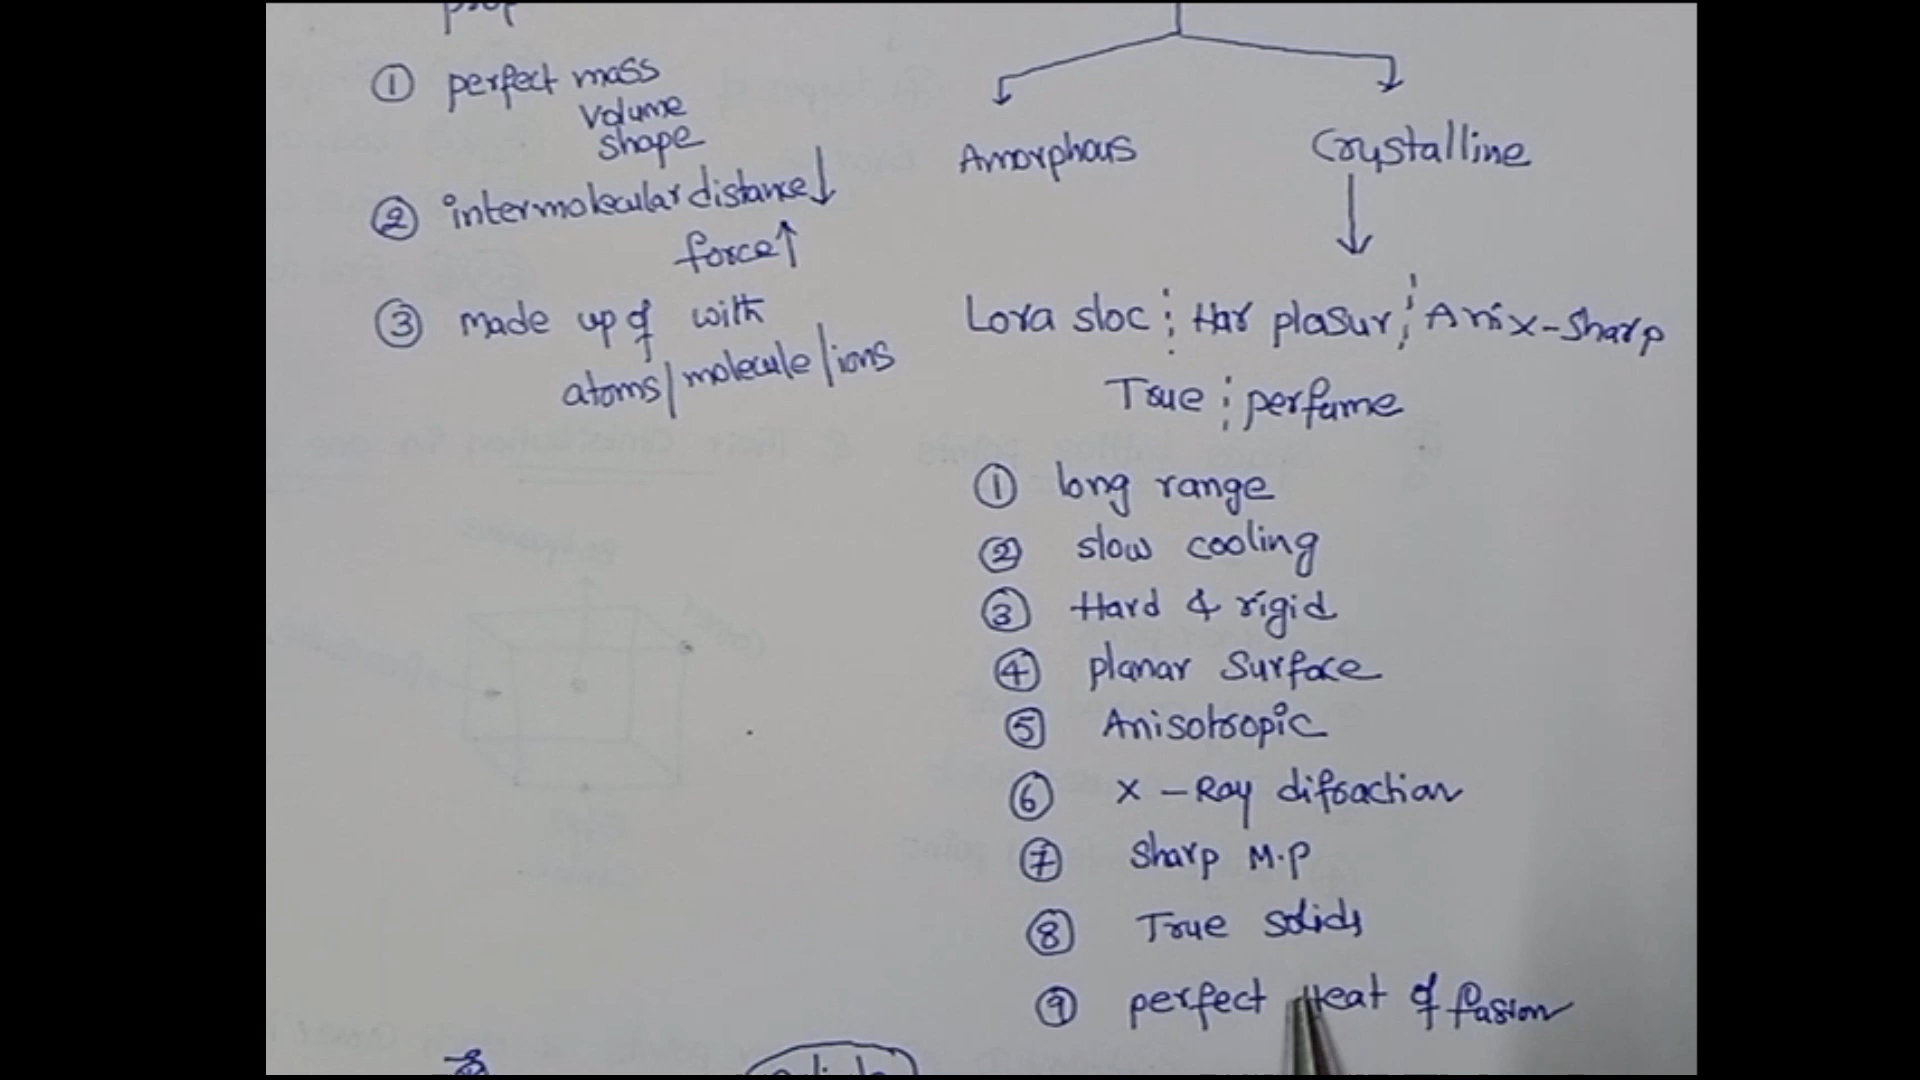 ① perfect mass
volume
shape
② intermolecular distance↓
force↑
③ made up of with
atoms/molecule/ions
Amorphous
Crystalline
Lora sloc ¦ Har plasur ¦ Anix-sharp
True ¦ perfume
① long range
② slow cooling
③ Hard & rigid
④ planar Surface
⑤ Anisotropic
⑥ X-Ray difraction
⑦ Sharp M.P
⑧ True solids
⑨ perfect Heat of fusion